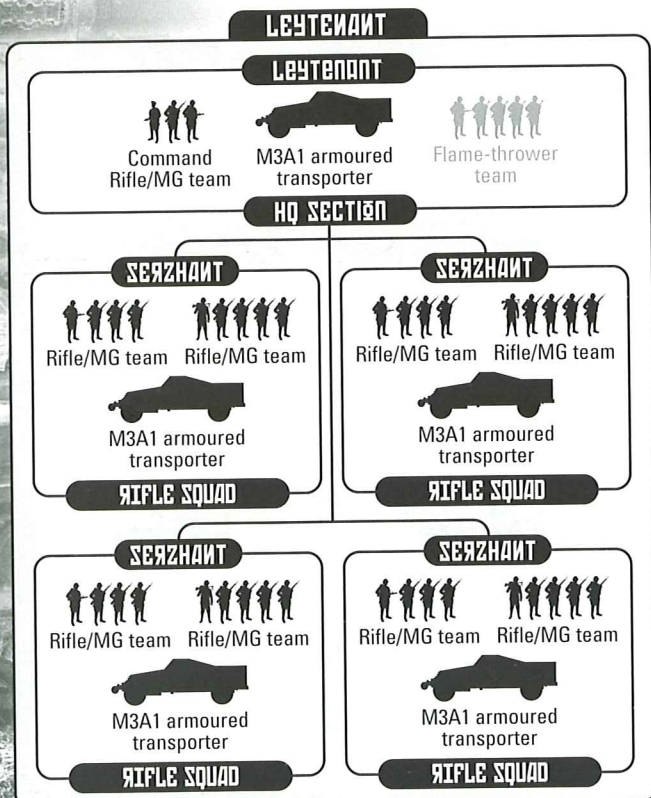 LEYTENANT
LEYTENANT
Command
Rifle/MG team
M3A1 armoured
transporter
Flame-thrower
team
HQ SECTION
SERZHANT
SERZHANT
Rifle/MG team Rifle/MG team
Rifle/MG team Rifle/MG team
M3A1 armoured
transporter
M3A1 armoured
transporter
RIFLE SQUAD
RIFLE SQUAD
SERZHANT
SERZHANT
Rifle/MG team Rifle/MG team
Rifle/MG team Rifle/MG team
M3A1 armoured
transporter
M3A1 armoured
transporter
RIFLE SQUAD
RIFLE SQUAD